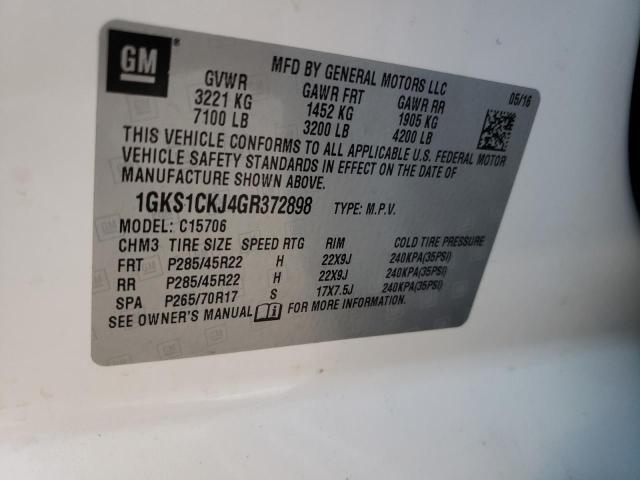 GM
MFD BY GENERAL MOTORS LLC
05/16
GVWR GAWR FRT GAWR RR
3221 KG 1452 KG 1905 KG
7100 LB 3200 LB 4200 LB
THIS VEHICLE CONFORMS TO ALL APPLICABLE U.S. FEDERAL MOTOR
VEHICLE SAFETY STANDARDS IN EFFECT ON THE DATE OF
MANUFACTURE SHOWN ABOVE.
1GKS1CKJ4GR372898 TYPE: M.P.V.
MODEL: C15706
CHM3 TIRE SIZE SPEED RTG RIM COLD TIRE PRESSURE
FRT P285/45R22 H 22X9J 240KPA(35PSI)
RR P285/45R22 H 22X9J 240KPA(35PSI)
SPA P265/70R17 S 17X7.5J 240KPA(35PSI)
SEE OWNER'S MANUAL FOR MORE INFORMATION.